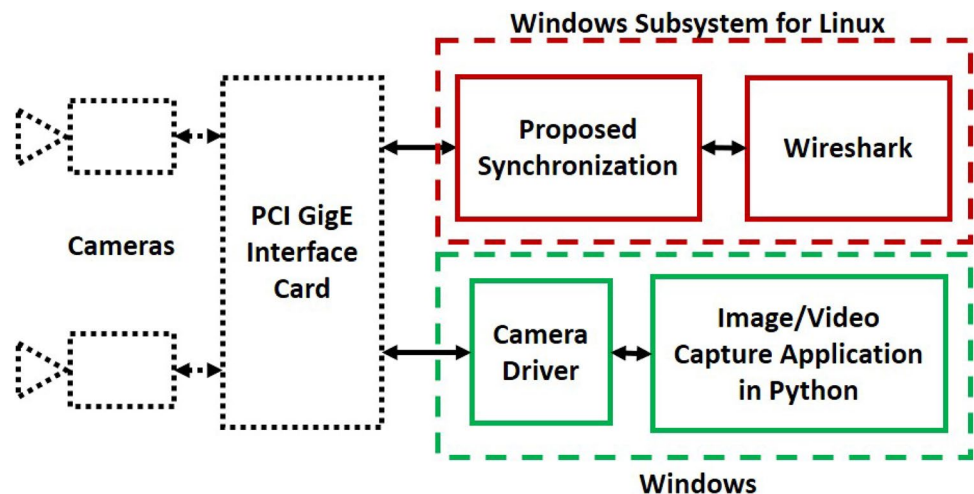 Windows Subsystem for Linux
Proposed
Synchronization
Wireshark
PCI GigE
Interface
Card
Cameras
Camera
Driver
Image/Video
Capture Application
in Python
Windows